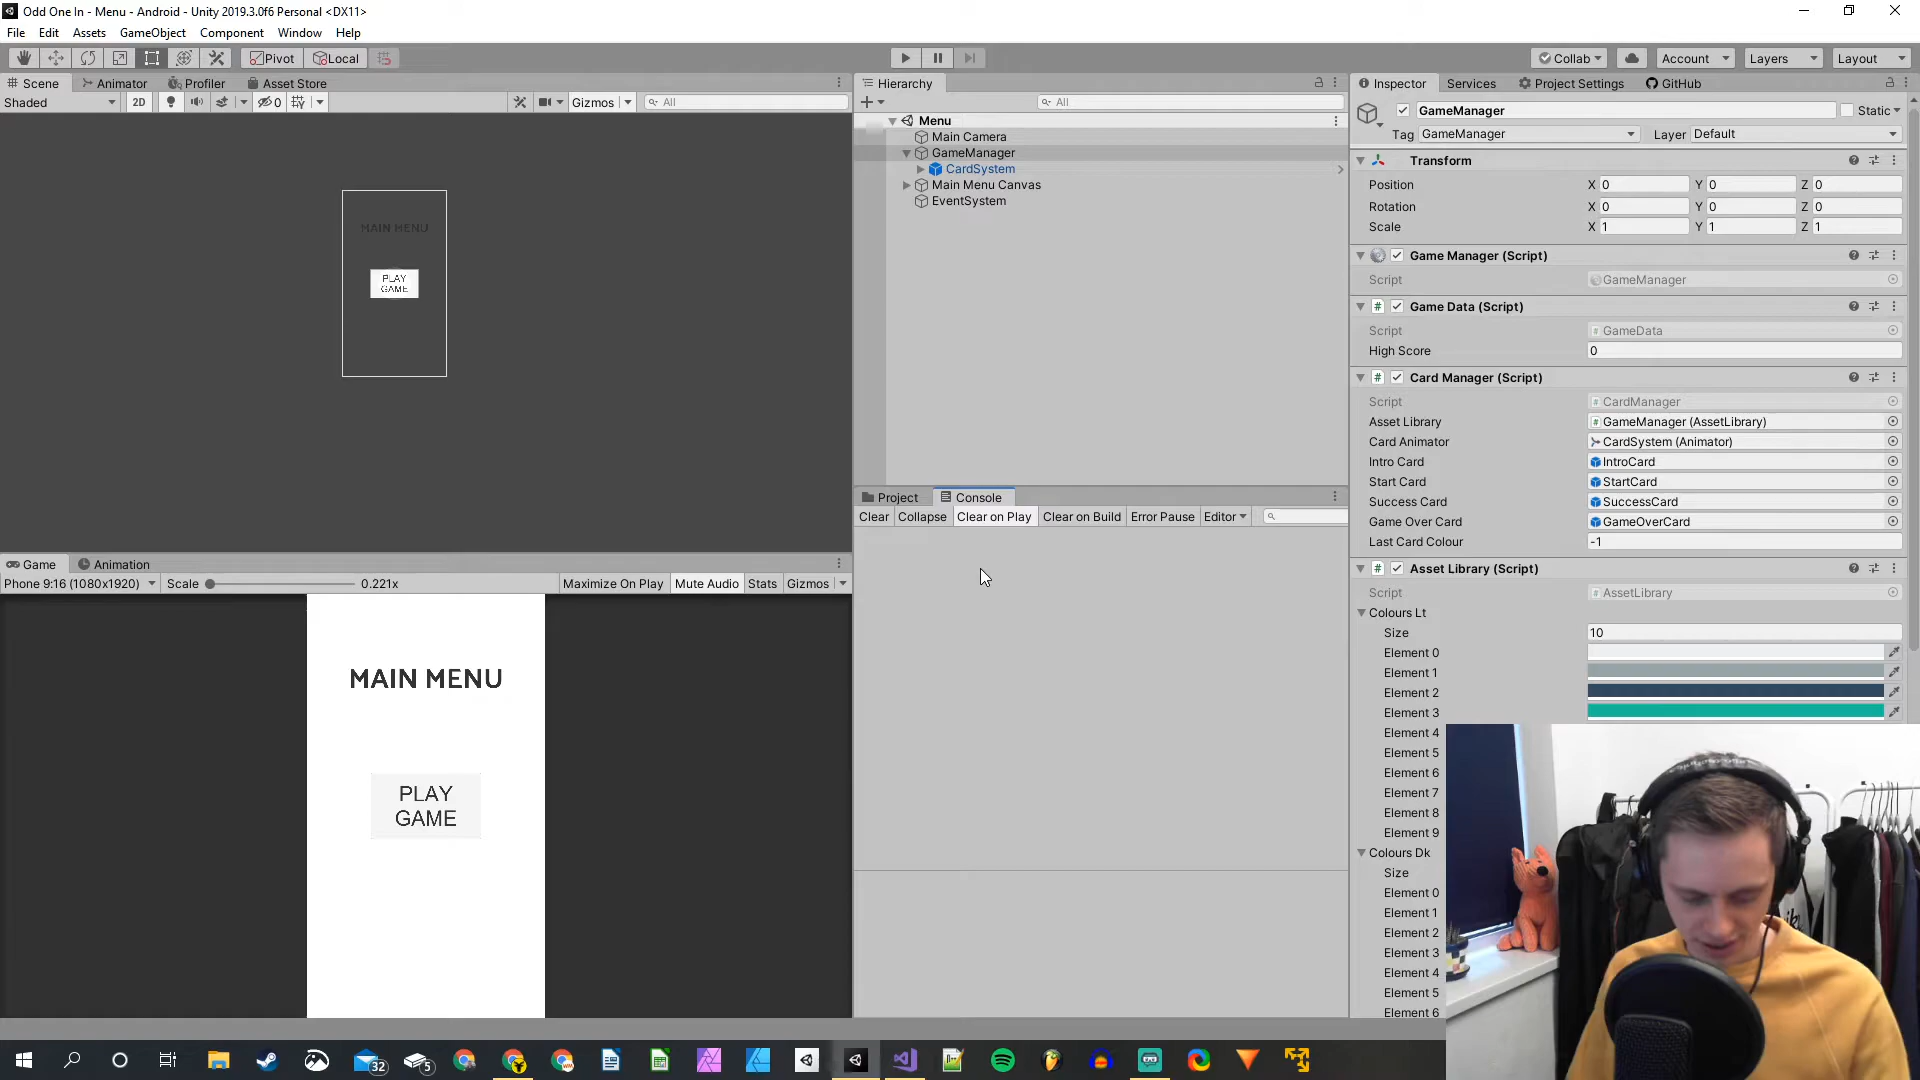 Odd One In - Menu - Android - Unity 2019.3.0f6 Personal <DX11>
File Edit Assets GameObject Component Window Help
Pivot Local Collab Account Layers Layout
Scene Animator Profiler Asset Store
Shaded 2D 0 Gizmos All
MAIN MENU
PLAY
GAME
Game Animation
Phone 9:16 (1080x1920) Scale 0.221x Maximize On Play Mute Audio Stats Gizmos
MAIN MENU
PLAY
GAME
Hierarchy
All
Menu
Main Camera
GameManager
CardSystem
Main Menu Canvas
EventSystem
Project Console
Clear Collapse Clear on Play Clear on Build Error Pause Editor
Inspector Services Project Settings GitHub
GameManager Static
Tag GameManager Layer Default
Transform
Position X 0 Y 0 Z 0
Rotation X 0 Y 0 Z 0
Scale X 1 Y 1 Z 1
Game Manager (Script)
Script GameManager
Game Data (Script)
Script GameData
High Score 0
Card Manager (Script)
Script CardManager
Asset Library GameManager (AssetLibrary)
Card Animator CardSystem (Animator)
Intro Card IntroCard
Start Card StartCard
Success Card SuccessCard
Game Over Card GameOverCard
Last Card Colour -1
Asset Library (Script)
Script AssetLibrary
Colours Lt
Size 10
Element 0
Element 1
Element 2
Element 3
Element 4
Element 5
Element 6
Element 7
Element 8
Element 9
Colours Dk
Size
Element 0
Element 1
Element 2
Element 3
Element 4
Element 5
Element 6
32 5